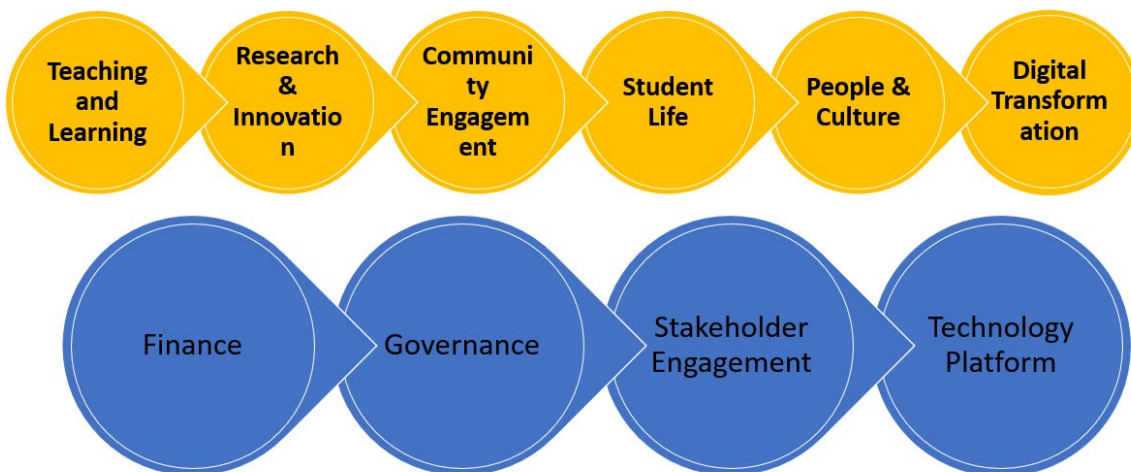 Teaching
and
Learning
Research
&
Innovatio
n
Communi
ty
Engagem
ent
Student
Life
People &
Culture
Digital
Transform
ation
Finance
Governance
Stakeholder
Engagement
Technology
Platform